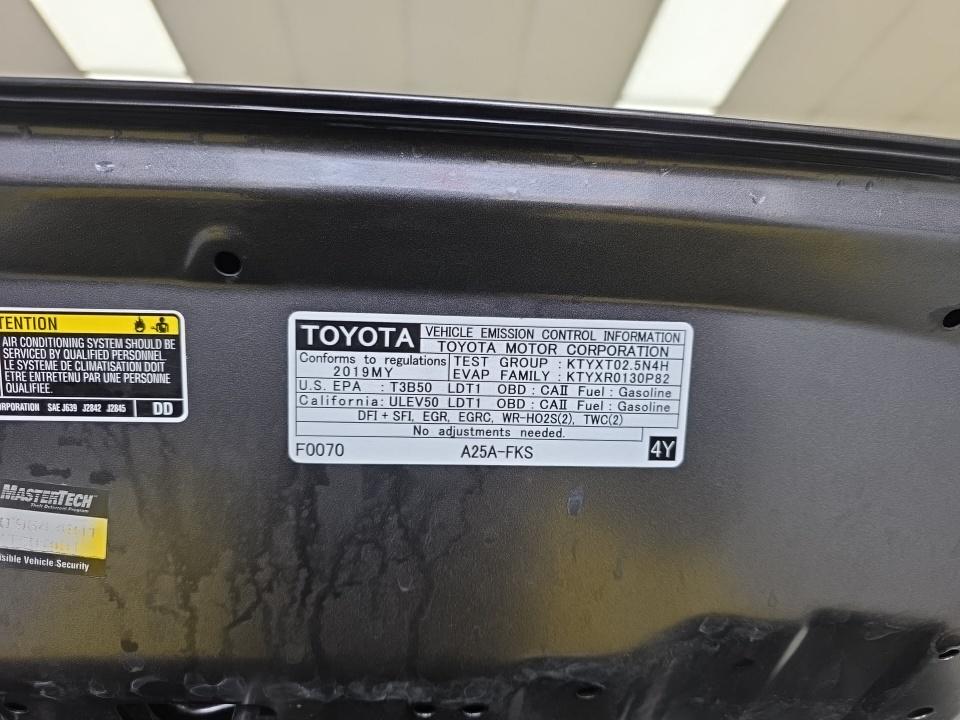 TENTION
AIR CONDITIONING SYSTEM SHOULD BE
SERVICED BY QUALIFIED PERSONNEL.
LE SYSTEME DE CLIMATISATION DOIT
ETRE ENTRETENU PAR UNE PERSONNE
QUALIFIEE.
RPORATION SAE J639 J2842 J2845 DD
MASTERTECH
Theft Deterrent Program
isible Vehicle Security
TOYOTA VEHICLE EMISSION CONTROL INFORMATION
TOYOTA MOTOR CORPORATION
Conforms to regulations TEST GROUP : KTYXT02.5N4H
2019MY EVAP FAMILY : KTYXR0130P82
U.S. EPA : T3B50 LDT1 OBD : CAII Fuel : Gasoline
California: ULEV50 LDT1 OBD : CAII Fuel : Gasoline
DFI + SFI, EGR, EGRC, WR-HO2S(2), TWC(2)
No adjustments needed.
F0070 A25A-FKS 4Y